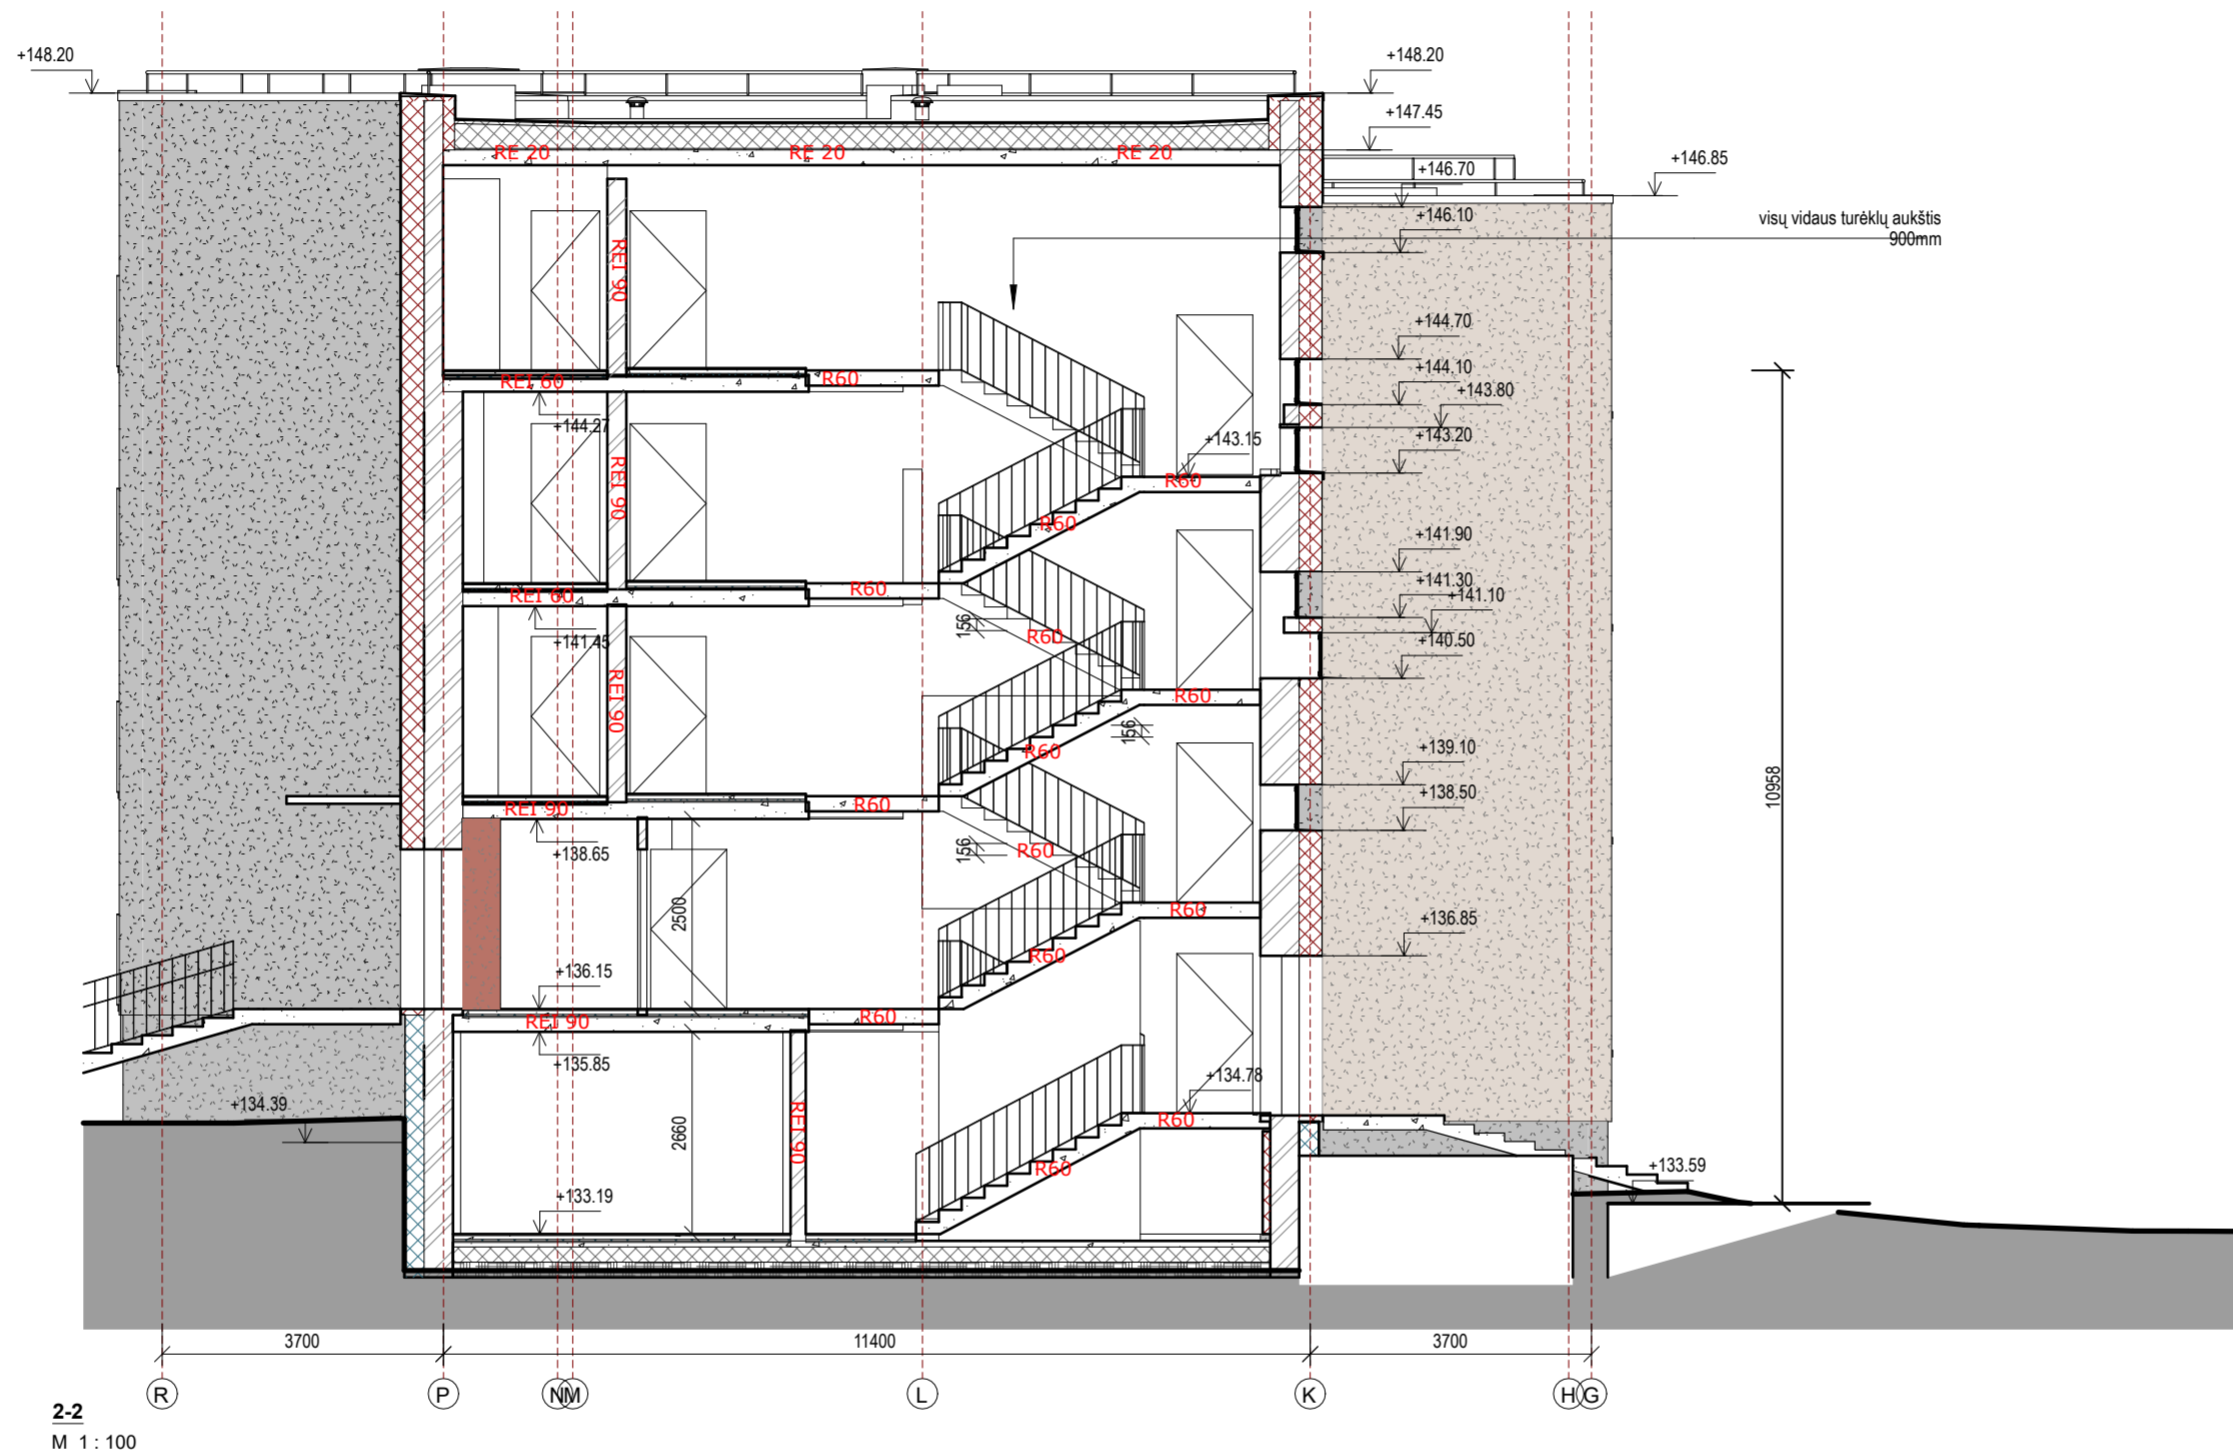 +148.20
+148.20
+147.45
RE 20
RE 20
RE 20
+146.85
+146.70
+146.10
visų vidaus turėklų aukštis
900mm
REI 90
+144.70
+144.10
+143.80
REI 60
R60
+144.27
+143.15
+143.20
REI 90
R60
R60
+141.90
+141.30
+141.10
REI 60
R60
+141.45
156
R60
+140.50
REI 90
R60
156
R60
+139.10
10958
+138.50
REI 90
R60
+138.65
156
R60
2500
R60
+136.85
R60
+136.15
REI 90
R60
+135.85
+134.78
+134.39
REI 90
2660
R60
R60
+133.59
+133.19
3700
11400
3700
R
P
N
M
L
K
H
G
2-2
M 1 : 100